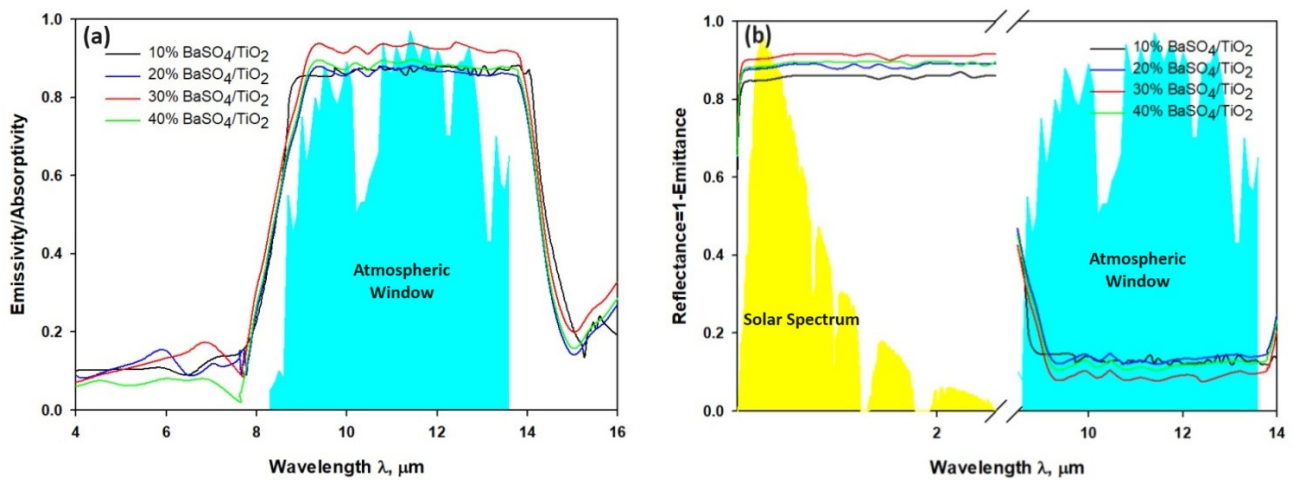 (a)
10% BaSO4/TiO2
20% BaSO4/TiO2
30% BaSO4/TiO2
40% BaSO4/TiO2
Atmospheric
Window
Emissivity/Absorptivity
1.0
0.8
0.6
0.4
0.2
0.0
4 6 8 10 12 14 16
Wavelength λ, μm
(b)
10% BaSO4/TiO2
20% BaSO4/TiO2
30% BaSO4/TiO2
40% BaSO4/TiO2
Solar Spectrum
Atmospheric
Window
Reflectance=1-Emittance
1.0
0.8
0.6
0.4
0.2
0.0
2 10 12 14
Wavelength λ, μm